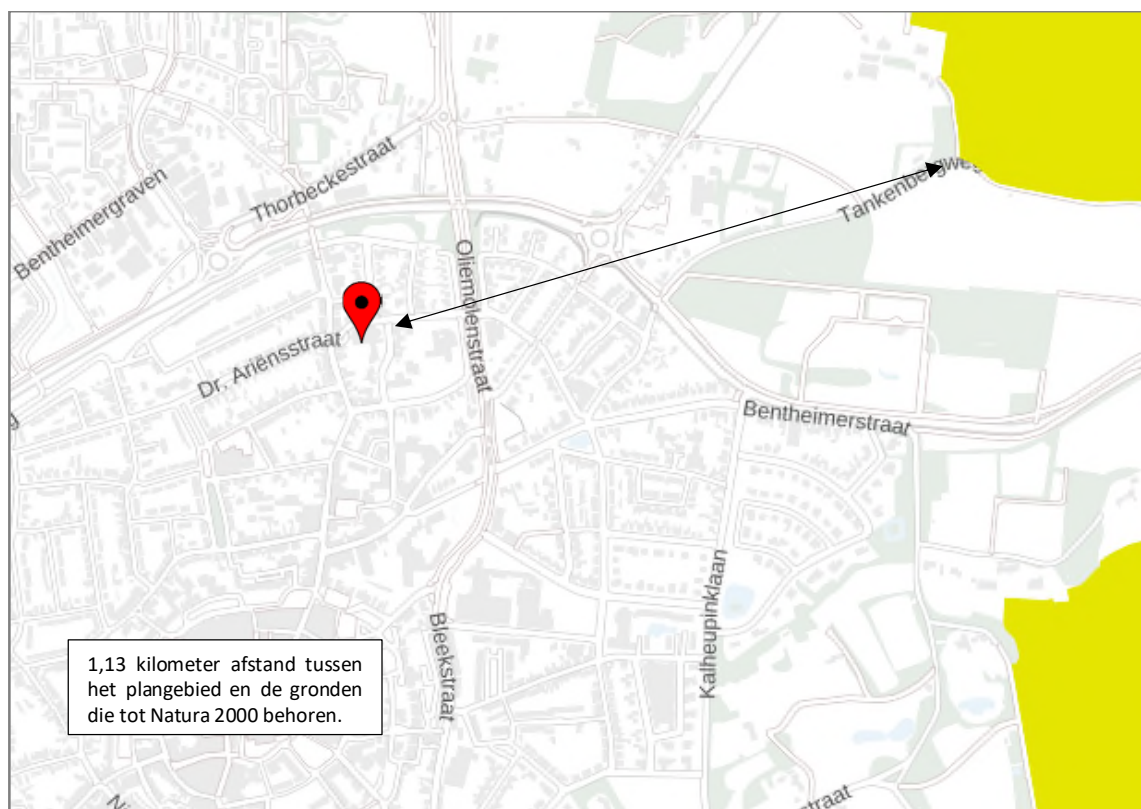 Bentheimergraven
Thorbeckestraat
Tankenbergweg
Oliemolenstraat
Dr. Ariënsstraat
Bentheimerstraat
Kalheupinklaan
Bleekstraat
1,13 kilometer afstand tussen
het plangebied en de gronden
die tot Natura 2000 behoren.
straat